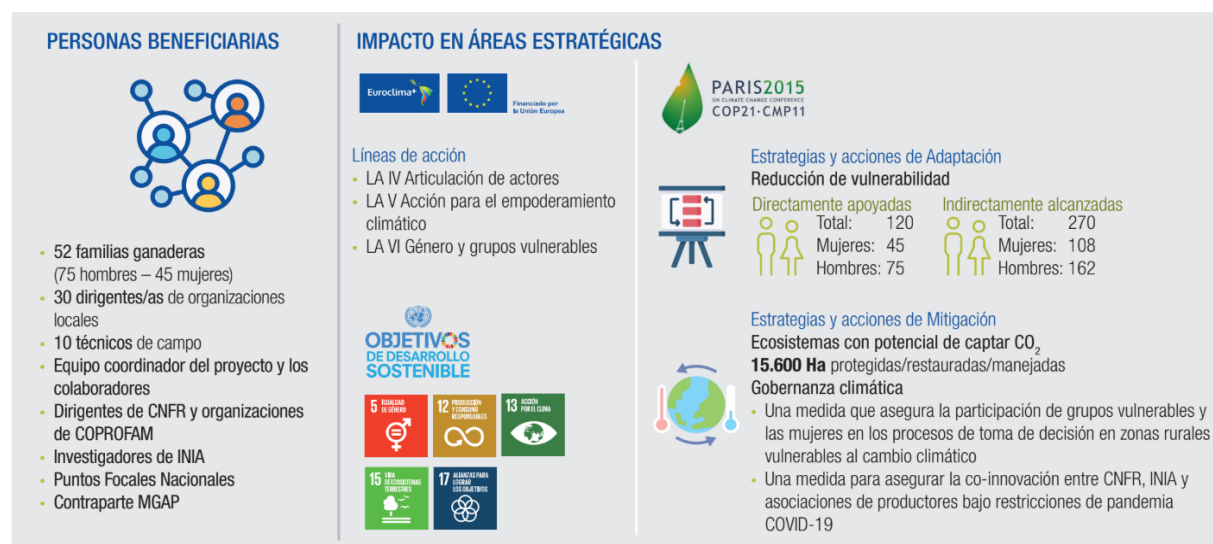 PERSONAS BENEFICIARIAS
52 familias ganaderas
(75 hombres – 45 mujeres)
30 dirigentes/as de organizaciones
locales
10 técnicos de campo
Equipo coordinador del proyecto y los
colaboradores
Dirigentes de CNFR y organizaciones
de COPROFAM
Investigadores de INIA
Puntos Focales Nacionales
Contraparte MGAP
IMPACTO EN ÁREAS ESTRATÉGICAS
Euroclima+
Financiado por
la Unión Europea
Líneas de acción
LA IV Articulación de actores
LA V Acción para el empoderamiento
climático
LA VI Género y grupos vulnerables
OBJETIVOS
DE DESARROLLO
SOSTENIBLE
5 IGUALDAD
DE GÉNERO
12 PRODUCCIÓN
Y CONSUMO
RESPONSABLES
13 ACCIÓN
POR EL CLIMA
15 VIDA
DE ECOSISTEMAS
TERRESTRES
17 ALIANZAS PARA
LOGRAR
LOS OBJETIVOS
PARIS2015
UN CLIMATE CHANGE CONFERENCE
COP21·CMP11
Estrategias y acciones de Adaptación
Reducción de vulnerabilidad
Directamente apoyadas
Total: 120
Mujeres: 45
Hombres: 75
Indirectamente alcanzadas
Total: 270
Mujeres: 108
Hombres: 162
Estrategias y acciones de Mitigación
Ecosistemas con potencial de captar CO2
15.600 Ha protegidas/restauradas/manejadas
Gobernanza climática
Una medida que asegura la participación de grupos vulnerables y
las mujeres en los procesos de toma de decisión en zonas rurales
vulnerables al cambio climático
Una medida para asegurar la co-innovación entre CNFR, INIA y
asociaciones de productores bajo restricciones de pandemia
COVID-19